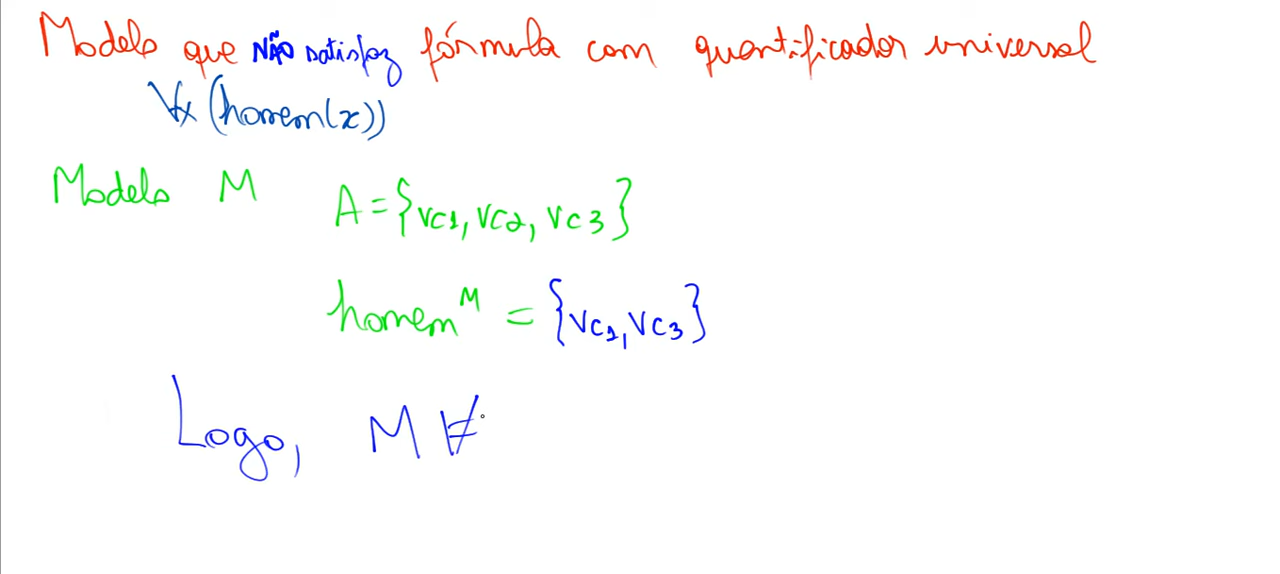 Modelo que NÃO satisfaz fórmula com quantificador universal
∀x (homem(x))
Modelo M A = {vc1, vc2, vc3}
homem^M = {vc1, vc3}
Logo, M ⊭